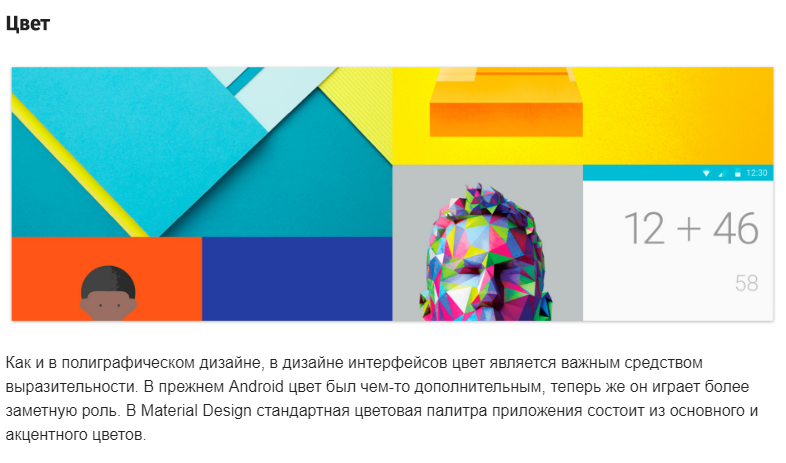 Цвет
12:30
12 + 46
58
Как и в полиграфическом дизайне, в дизайне интерфейсов цвет является важным средством
выразительности. В прежнем Android цвет был чем-то дополнительным, теперь же он играет более
заметную роль. В Material Design стандартная цветовая палитра приложения состоит из основного и
акцентного цветов.